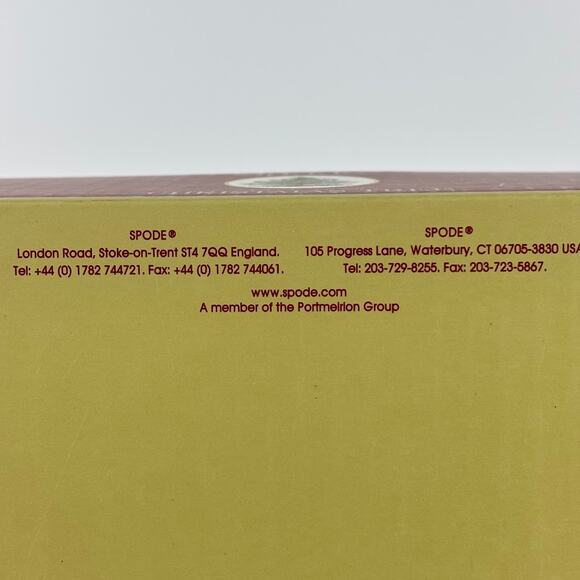 SPODE®
London Road, Stoke-on-Trent ST4 7QQ England.
Tel: +44 (0) 1782 744721. Fax: +44 (0) 1782 744061.
SPODE®
105 Progress Lane, Waterbury, CT 06705-3830 USA
Tel: 203-729-8255. Fax: 203-723-5867.
www.spode.com
A member of the Portmeirion Group